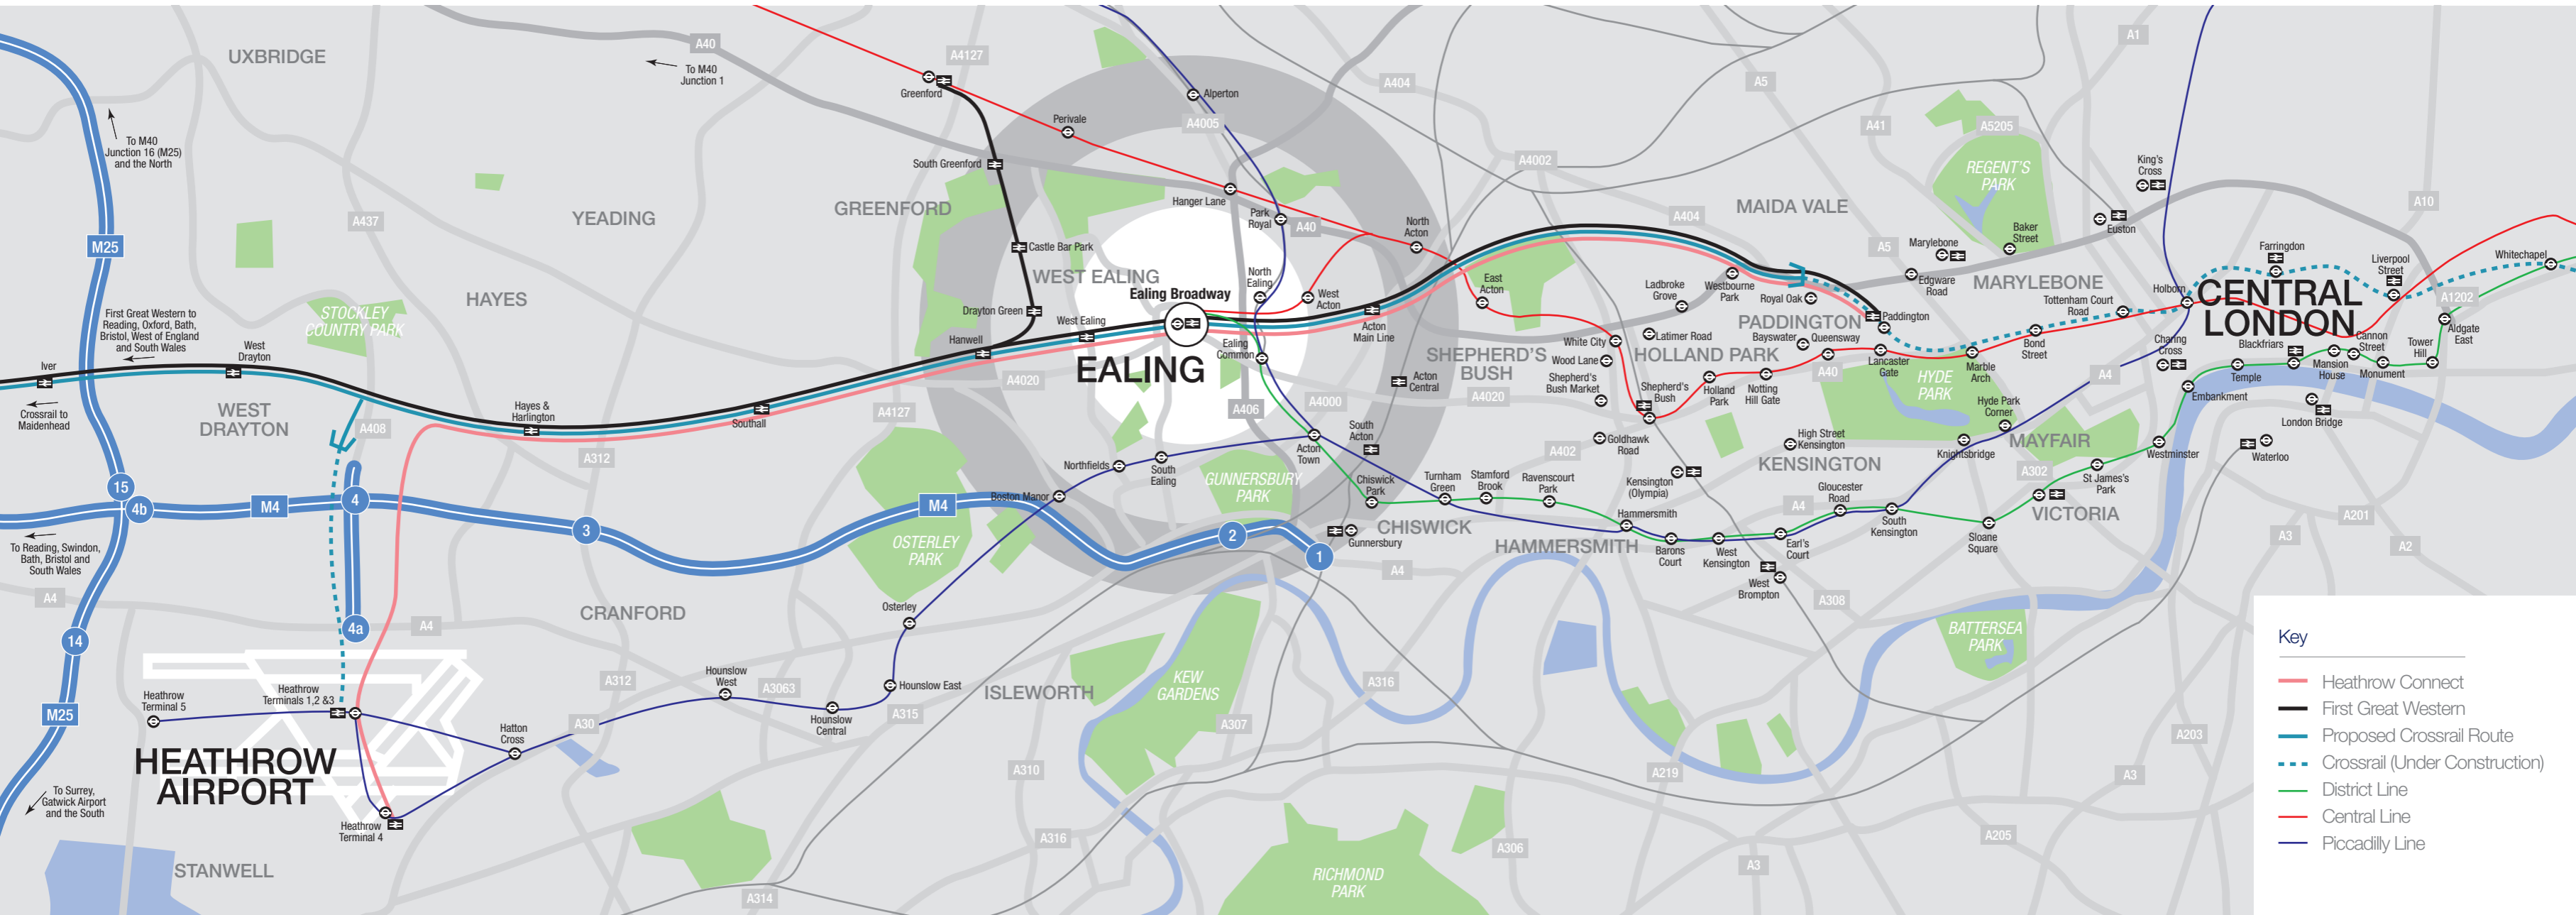 UXBRIDGE
A40
To M40
Junction 1
A4127
Greenford
Perivale
Alperton
A4005
A404
A5
A1
A41
A5205
A4002
To M40
Junction 16 (M25)
and the North
South Greenford
REGENT'S
PARK
King's
Cross
A10
A437
YEADING
GREENFORD
Hanger Lane
Park
Royal
A40
North
Acton
A404
MAIDA VALE
Euston
M25
Castle Bar Park
WEST EALING
A5
Marylebone
Baker
Street
Farringdon
Liverpool
Street
Whitechapel
HAYES
Ealing Broadway
North
Ealing
West
Acton
East
Acton
Ladbroke
Grove
Westbourne
Park
Royal Oak
Edgware
Road
MARYLEBONE
Tottenham Court
Road
Holborn
CENTRAL
LONDON
A1202
STOCKLEY
COUNTRY PARK
First Great Western to
Reading, Oxford, Bath,
Bristol, West of England
and South Wales
Drayton Green
West Ealing
Hanwell
Acton
Main Line
Latimer Road
PADDINGTON
Paddington
Bayswater
Queensway
Bond
Street
Charing
Cross
Blackfriars
Cannon
Street
Aldgate
East
Iver
West
Drayton
EALING
Ealing
Common
SHEPHERD'S
BUSH
White City
Wood Lane
HOLLAND PARK
Lancaster
Gate
Marble
Arch
Mansion
House
Monument
Tower
Hill
Temple
A4
Crossrail to
Maidenhead
WEST
DRAYTON
A408
Hayes &
Harlington
Southall
A4127
A4020
A406
A4000
Acton
Central
A4020
Shepherd's
Bush Market
Shepherd's
Bush
Holland
Park
Notting
Hill Gate
A40
HYDE
PARK
Hyde Park
Corner
Embankment
London Bridge
A312
Northfields
South
Ealing
Acton
Town
South
Acton
A402
Goldhawk
Road
High Street
Kensington
KENSINGTON
Knightsbridge
MAYFAIR
A302
Westminster
Waterloo
15
4b
M4
4
3
M4
Boston Manor
GUNNERSBURY
PARK
Chiswick
Park
Turnham
Green
Stamford
Brook
Ravenscourt
Park
Kensington
(Olympia)
Gloucester
Road
A4
St James's
Park
VICTORIA
A201
2
1
Gunnersbury
CHISWICK
HAMMERSMITH
Hammersmith
Barons
Court
West
Kensington
Earl's
Court
South
Kensington
Sloane
Square
A3
A2
To Reading, Swindon,
Bath, Bristol and
South Wales
OSTERLEY
PARK
A4
West
Brompton
A308
A4
14
4a
A4
CRANFORD
Osterley
BATTERSEA
PARK
M25
Heathrow
Terminal 5
Heathrow
Terminals 1,2 &3
A312
Hounslow
West
A3063
Hounslow
Central
Hounslow East
A315
ISLEWORTH
KEW
GARDENS
A316
A307
Hatton
Cross
A30
A203
HEATHROW
AIRPORT
A310
A219
A3
To Surrey,
Gatwick Airport
and the South
Heathrow
Terminal 4
A316
A306
A205
STANWELL
A314
RICHMOND
PARK
A3
Key
Heathrow Connect
First Great Western
Proposed Crossrail Route
Crossrail (Under Construction)
District Line
Central Line
Piccadilly Line